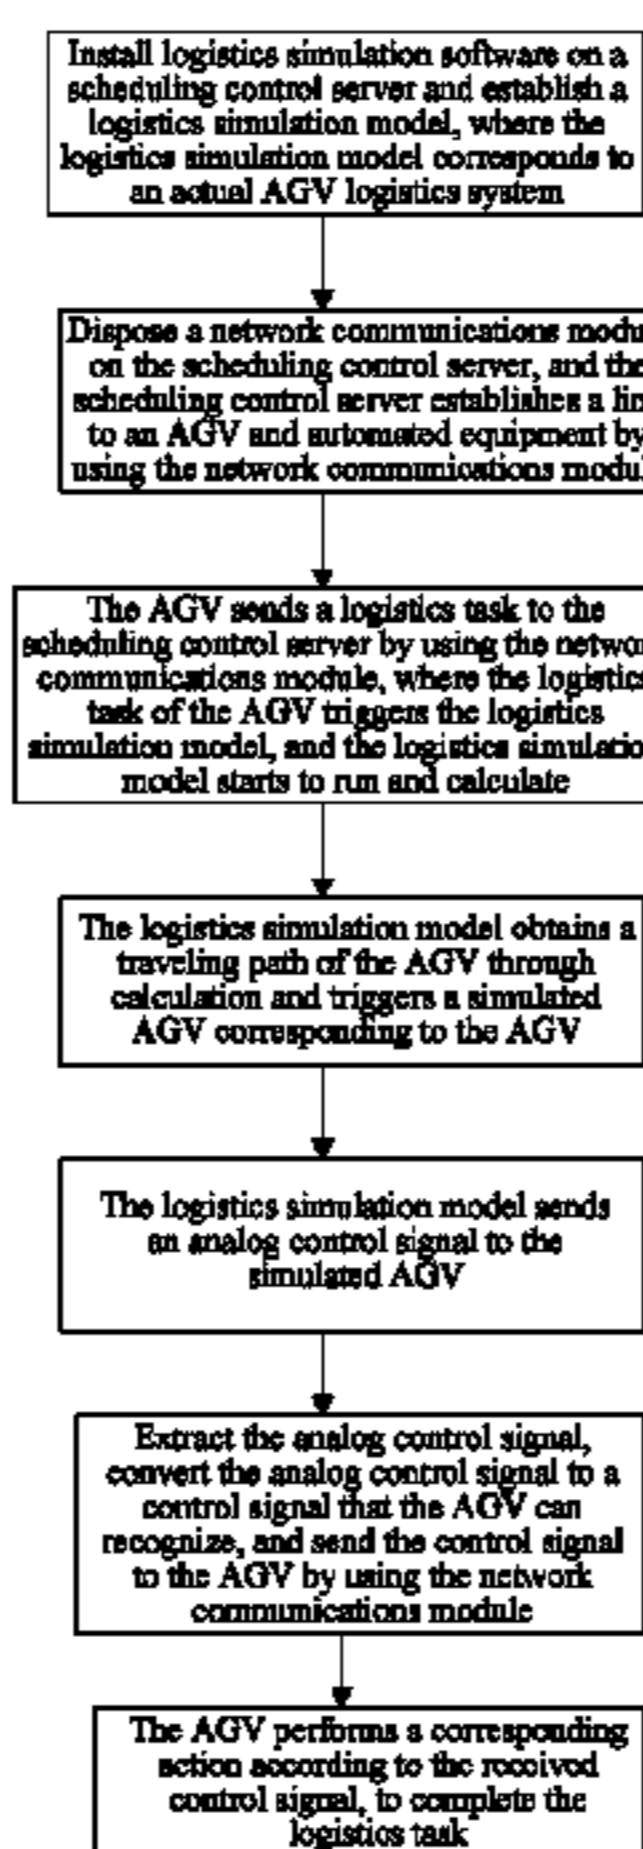 Install logistics simulation software on a
scheduling control server and establish a
logistics simulation model, where the
logistics simulation model corresponds to
an actual AGV logistics system
Dispose a network communications modu
on the scheduling control server, and the
scheduling control server establishes a lin
to an AGV and automated equipment by
using the network communications modul
The AGV sends a logistics task to the
scheduling control server by using the networ
communications module, where the logistics
task of the AGV triggers the logistics
simulation model, and the logistics simulatio
model starts to run and calculate
The logistics simulation model obtains a
traveling path of the AGV through
calculation and triggers a simulated
AGV corresponding to the AGV
The logistics simulation model sends
an analog control signal to the
simulated AGV
Extract the analog control signal,
convert the analog control signal to a
control signal that the AGV can
recognize, and send the control signal
to the AGV by using the network
communications module
The AGV performs a corresponding
action according to the received
control signal, to complete the
logistics task